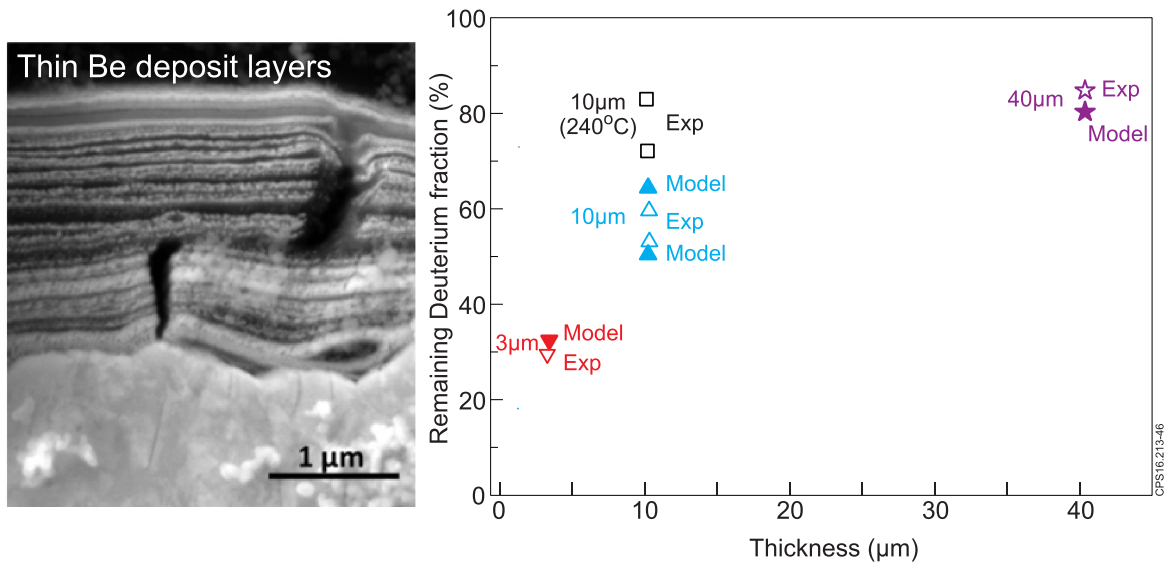 Thin Be deposit layers
1 µm
Remaining Deuterium fraction (%)
100
80
60
40
20
0
10µm
(240°C)
Exp
40µm
Exp
Model
Model
10µm
Exp
Model
3µm
Model
Exp
0
10
20
30
40
Thickness (µm)
CPS16.213-46